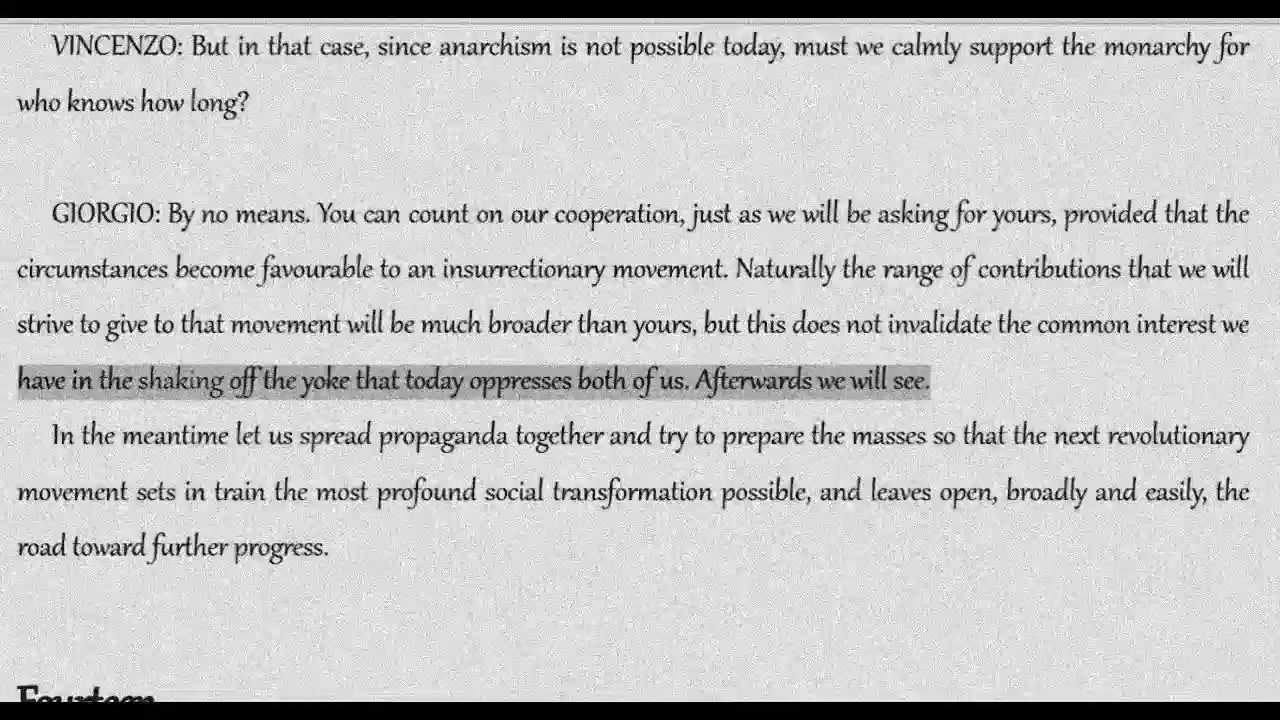 VINCENZO: But in that case, since anarchism is not possible today, must we calmly support the monarchy for
who knows how long?
GIORGIO: By no means. You can count on our cooperation, just as we will be asking for yours, provided that the
circumstances become favourable to an insurrectionary movement. Naturally the range of contributions that we will
strive to give to that movement will be much broader than yours, but this does not invalidate the common interest we
have in the shaking off the yoke that today oppresses both of us. Afterwards we will see.
In the meantime let us spread propaganda together and try to prepare the masses so that the next revolutionary
movement sets in train the most profound social transformation possible, and leaves open, broadly and easily, the
road toward further progress.
Fourteen